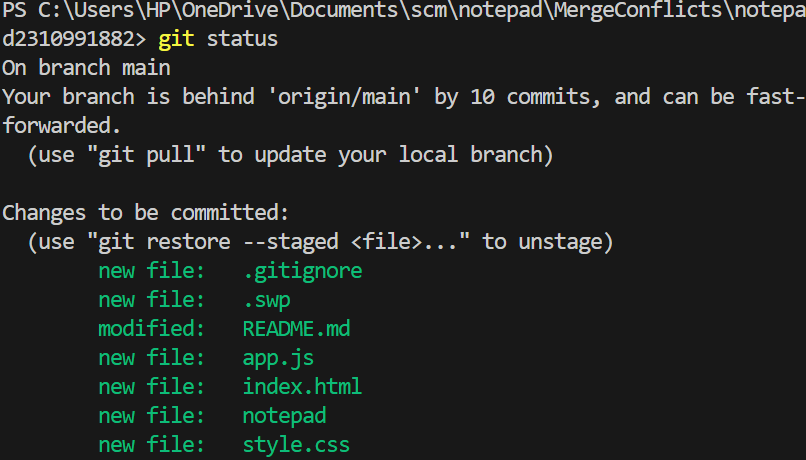 PS C:\Users\HP\OneDrive\Documents\scm\notepad\MergeConflicts\notepa
d2310991882> git status
On branch main
Your branch is behind 'origin/main' by 10 commits, and can be fast-
forwarded.
  (use "git pull" to update your local branch)

Changes to be committed:
  (use "git restore --staged <file>..." to unstage)
        new file:   .gitignore
        new file:   .swp
        modified:   README.md
        new file:   app.js
        new file:   index.html
        new file:   notepad
        new file:   style.css